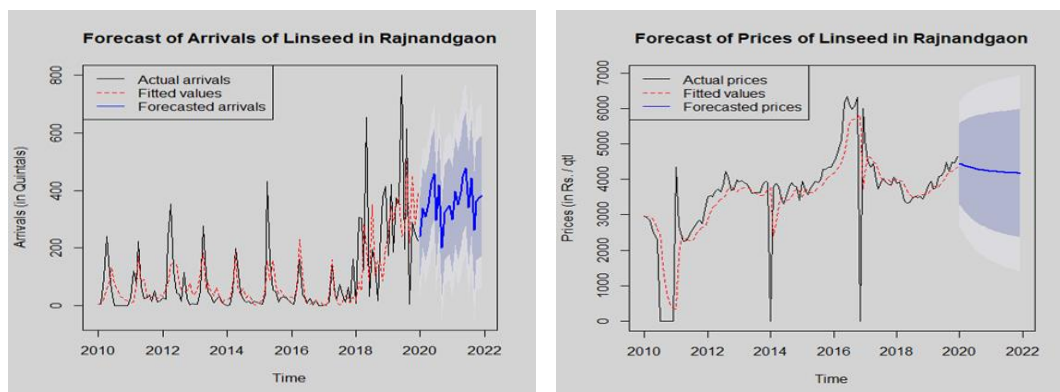 Forecast of Arrivals of Linseed in Rajnandgaon
Actual arrivals
Fitted values
Forecasted arrivals
Arrivals (in Quintals)
0
200
400
600
800
2010 2012 2014 2016 2018 2020 2022
Time
Forecast of Prices of Linseed in Rajnandgaon
Actual prices
Fitted values
Forecasted prices
Prices (in Rs. / qtl)
0
1000
2000
3000
4000
5000
6000
7000
2010 2012 2014 2016 2018 2020 2022
Time